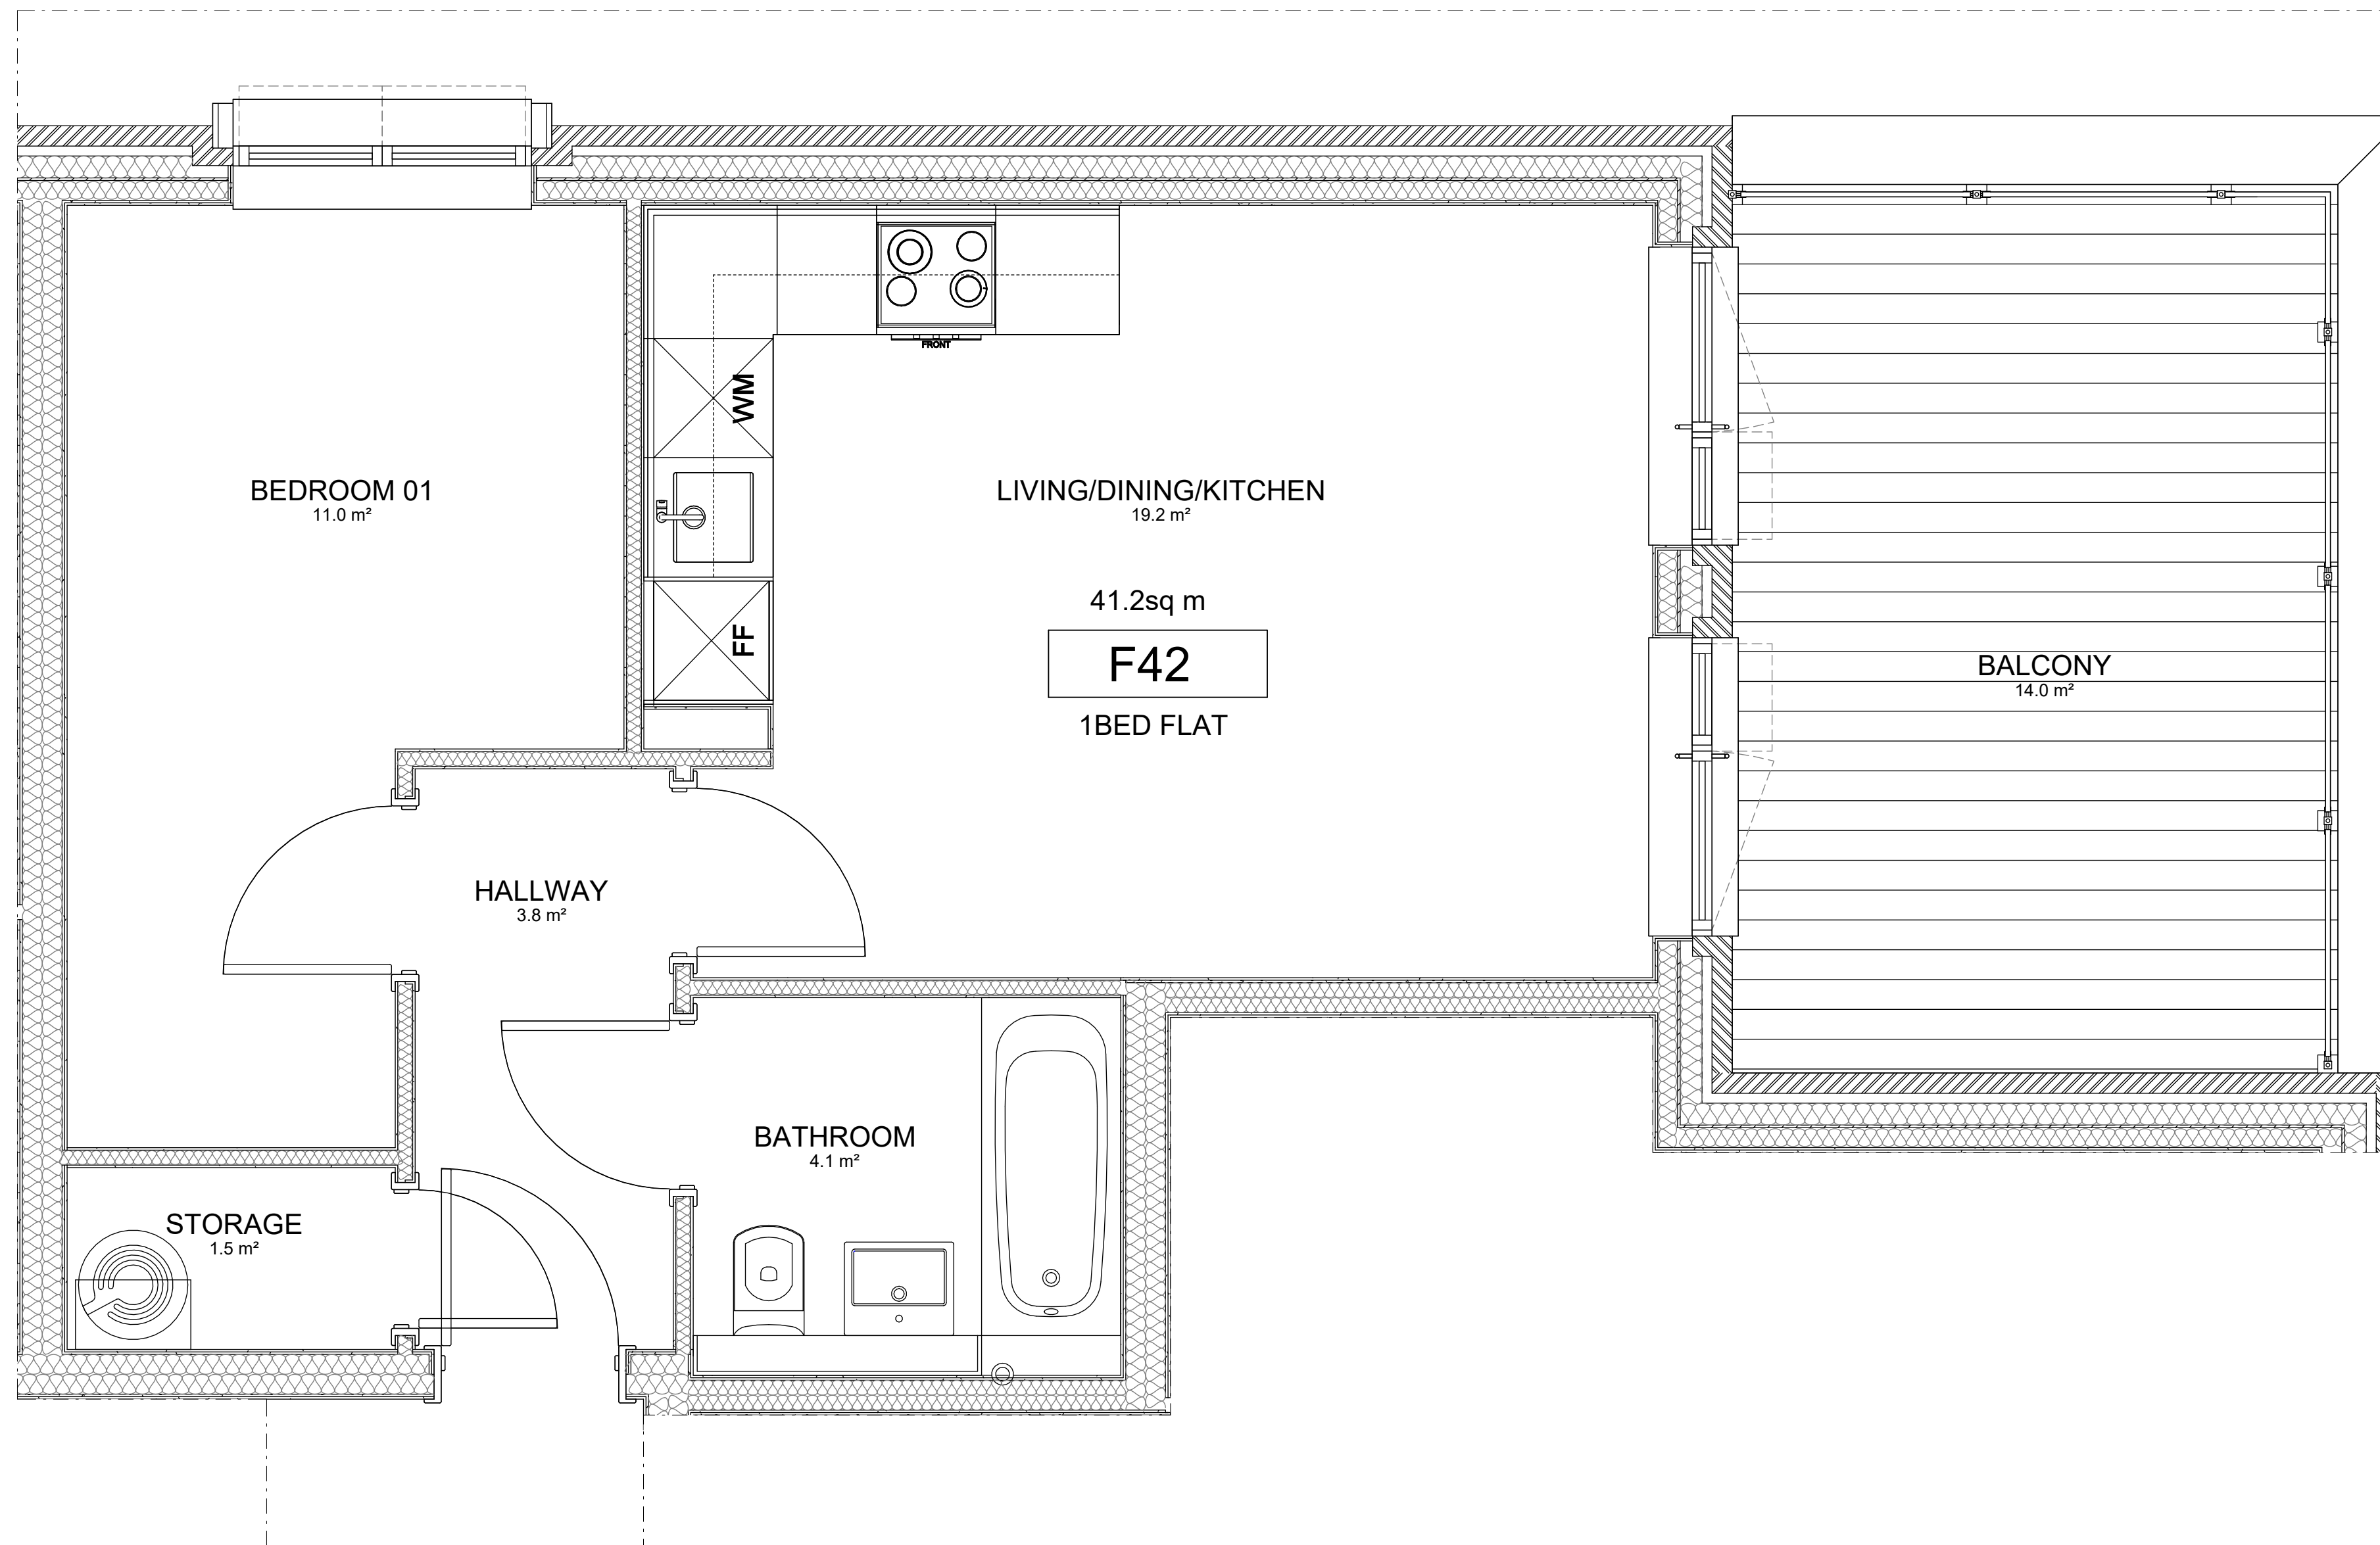 FRONT
WM
BEDROOM 01
11.0 m²
LIVING/DINING/KITCHEN
19.2 m²
41.2sq m
F42
1BED FLAT
FF
BALCONY
14.0 m²
HALLWAY
3.8 m²
BATHROOM
4.1 m²
STORAGE
1.5 m²